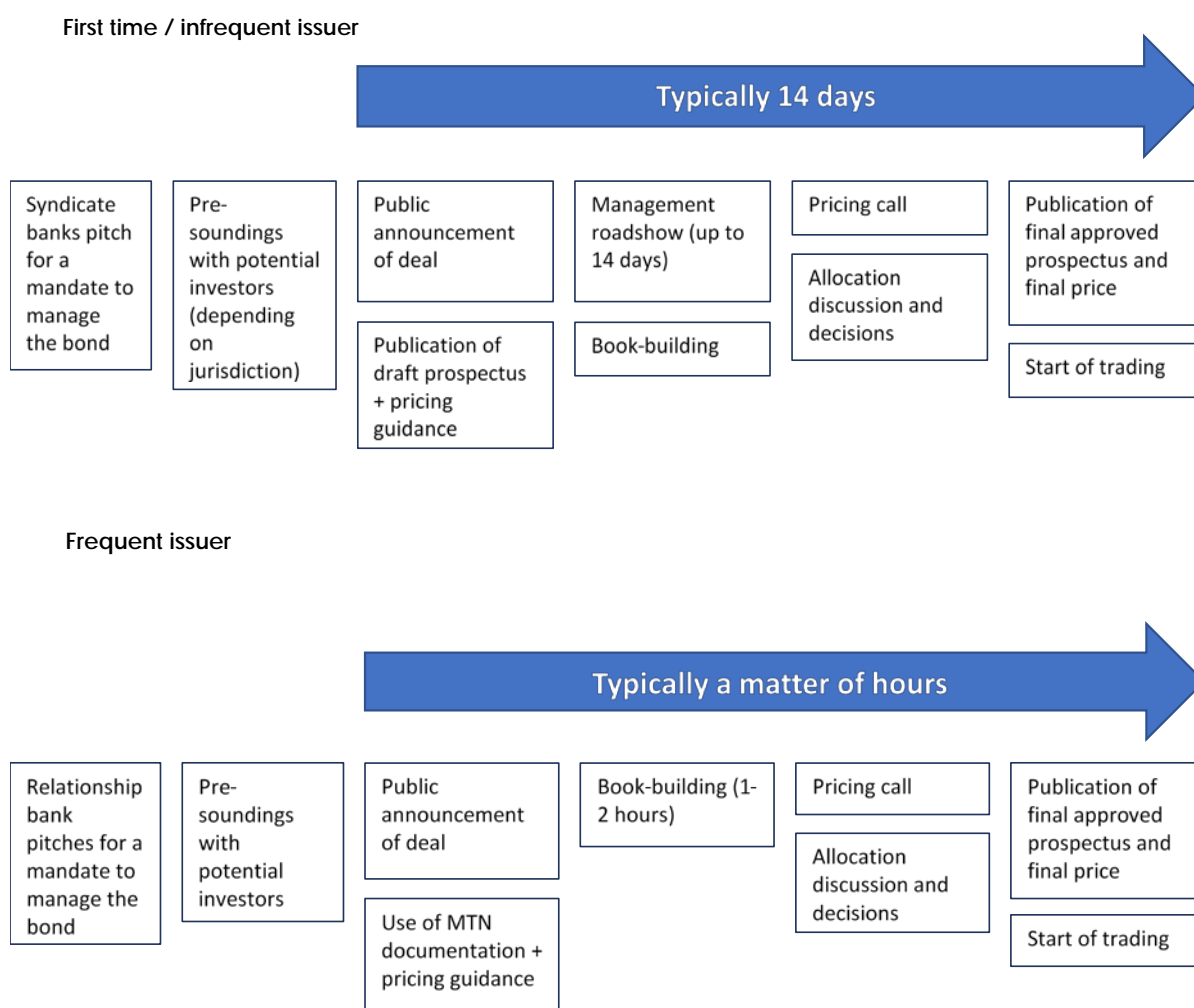 First time / infrequent issuer
Typically 14 days
Syndicate
banks pitch
for a
mandate to
manage
the bond
Pre-
soundings
with potential
investors
(depending
on
jurisdiction)
Public
announcement
of deal
Publication of
draft prospectus
+ pricing
guidance
Management
roadshow (up to
14 days)
Book-building
Pricing call
Allocation
discussion and
decisions
Publication of
final approved
prospectus and
final price
Start of trading
Frequent issuer
Typically a matter of hours
Relationship
bank
pitches for a
mandate to
manage the
bond
Pre-
soundings
with
potential
investors
Public
announcement
of deal
Use of MTN
documentation +
pricing guidance
Book-building (1-
2 hours)
Pricing call
Allocation
discussion and
decisions
Publication of
final approved
prospectus and
final price
Start of trading